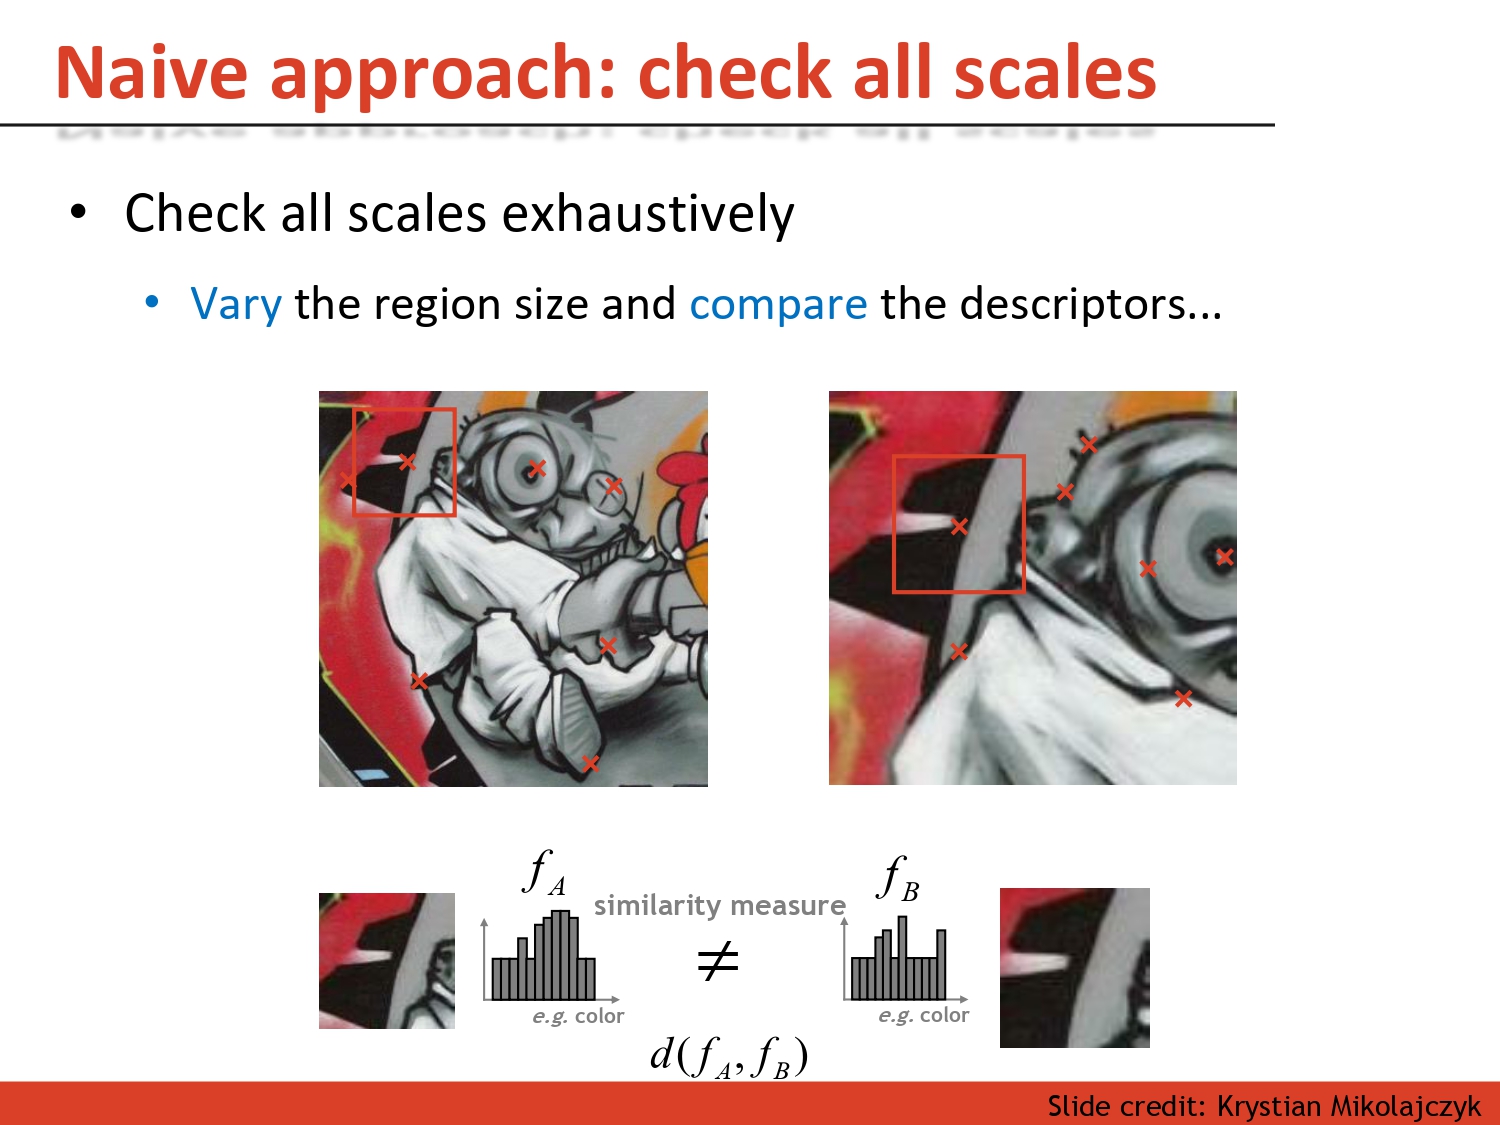 Naive approach: check all scales
• Check all scales exhaustively
• Vary the region size and compare the descriptors...
f_A
f_B
similarity measure
≠
e.g. color
e.g. color
d(f_A, f_B)
Slide credit: Krystian Mikolajczyk